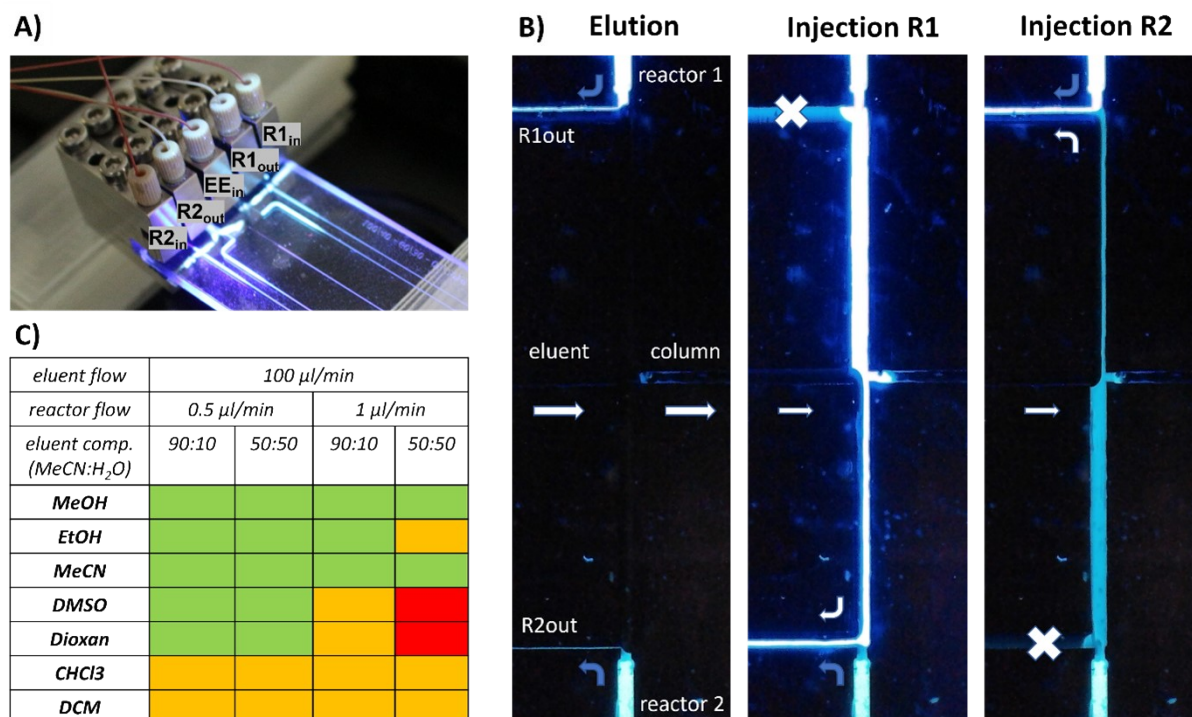 A)
R1in
R1out
EEin
R2out
R2in
B) Elution Injection R1 Injection R2
reactor 1
R1out
eluent column
R2out
reactor 2
C)
eluent flow 100 µl/min
reactor flow 0.5 µl/min 1 µl/min
eluent comp. (MeCN:H₂O) 90:10 50:50 90:10 50:50
MeOH
EtOH
MeCN
DMSO
Dioxan
CHCl3
DCM